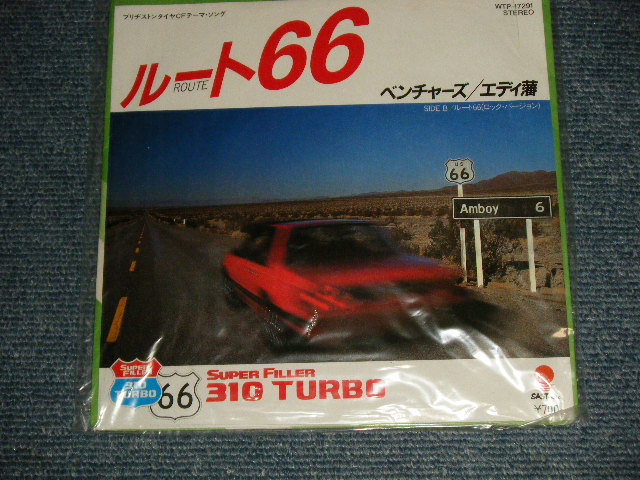 ブリヂストンタイヤCFテーマ・ソング
WTP-17291
STEREO
ルート66
ROUTE
ベンチャーズ/エディ藩
SIDE B/ルート66(ロック・バージョン)
US
66
Amboy 6
SUPER FILLER
310 TURBO
66
SUPER FILLER
310 TURBO
¥700